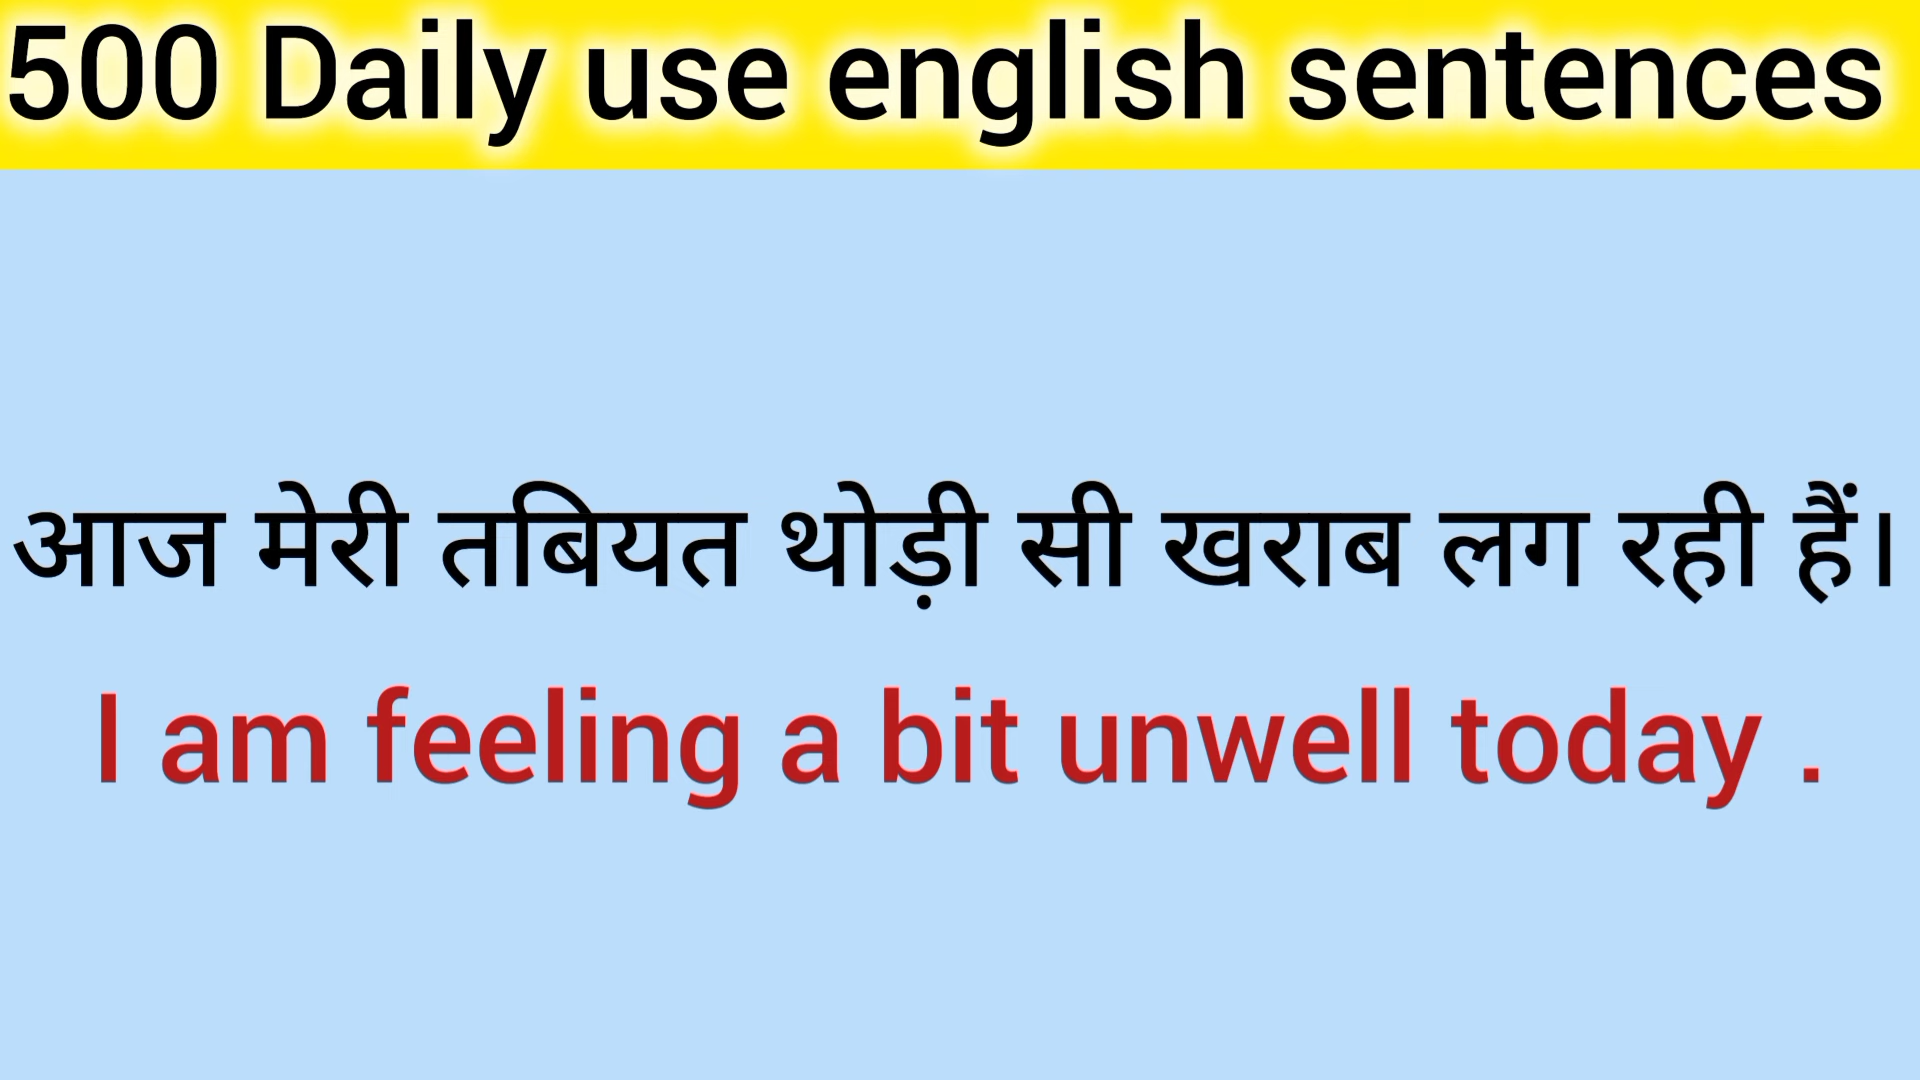 500 Daily use english sentences
आज मेरी तबियत थोड़ी सी खराब लग रही हैं।
I am feeling a bit unwell today .